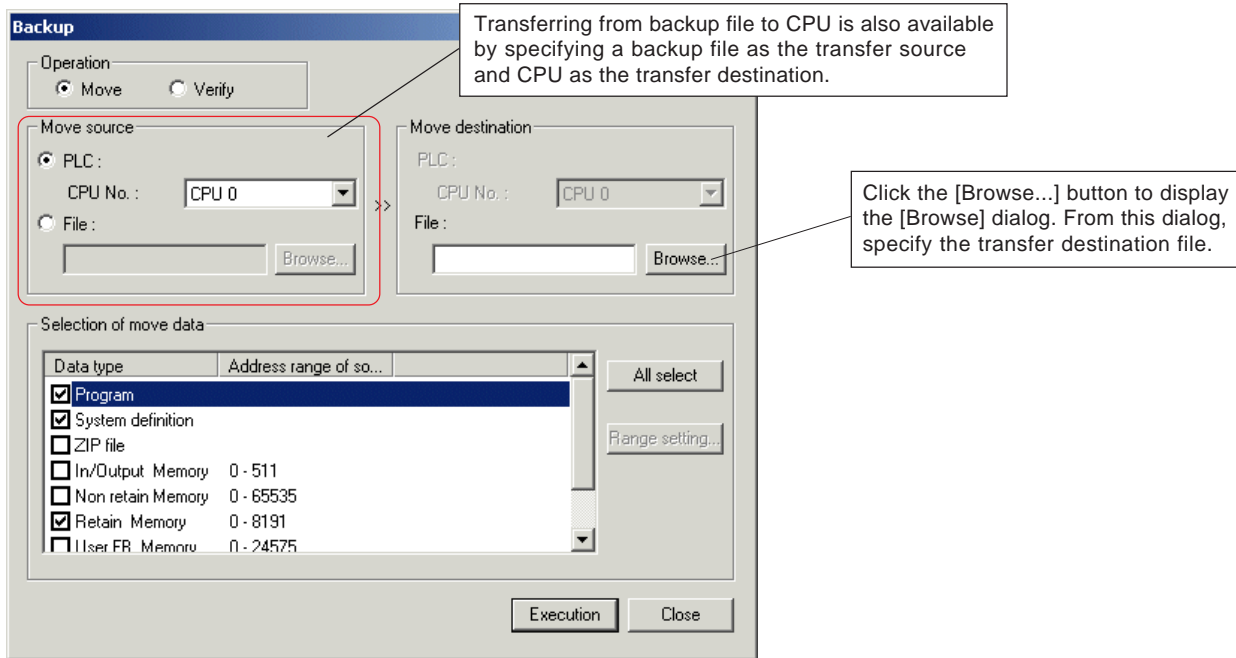 Backup
Transferring from backup file to CPU is also available
by specifying a backup file as the transfer source
and CPU as the transfer destination.
Operation
Move
Verify
Move source
PLC :
CPU No. :
CPU 0
File :
Browse...
>>
Move destination
PLC :
CPU No. :
CPU 0
File :
Browse...
Click the [Browse...] button to display
the [Browse] dialog. From this dialog,
specify the transfer destination file.
Selection of move data
Data type
Address range of so...
Program
System definition
ZIP file
In/Output Memory 0 - 511
Non retain Memory 0 - 65535
Retain Memory 0 - 8191
User FB Memory 0 - 24575
All select
Range setting...
Execution
Close